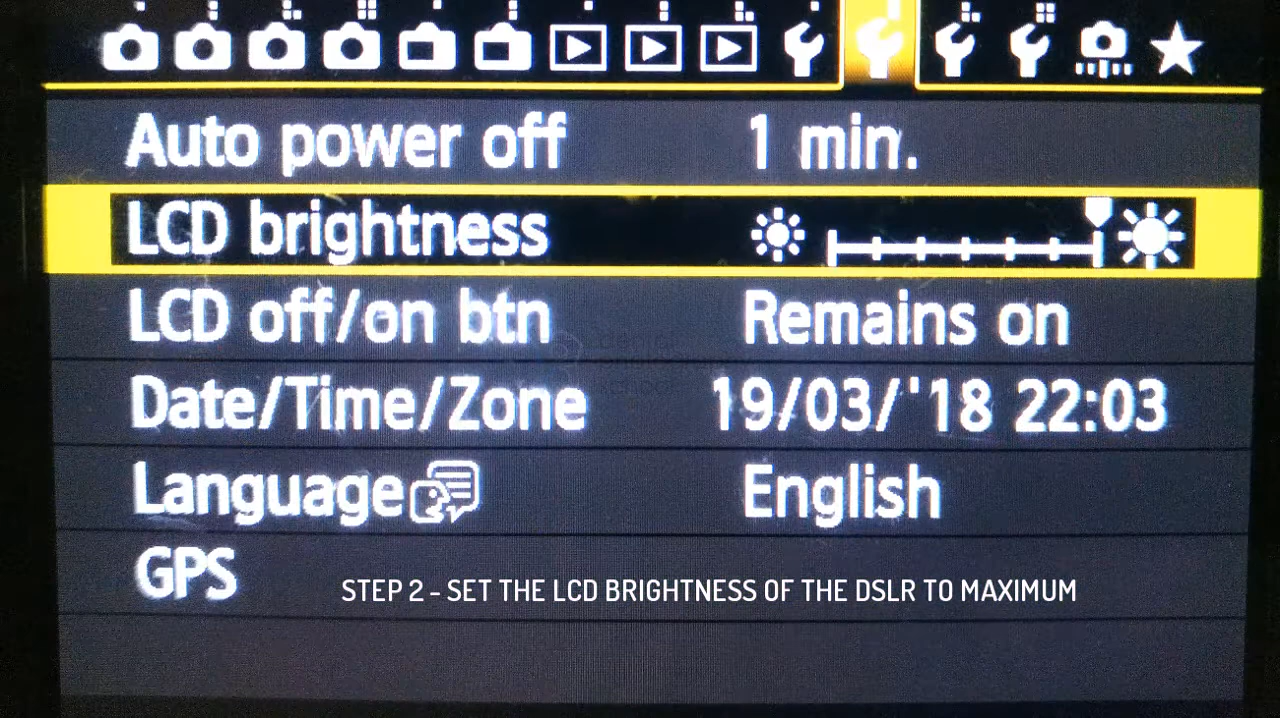 Auto power off 1 min.
LCD brightness
LCD off/on btn Remains on
Date/Time/Zone 19/03/'18 22:03
Language English
GPS
STEP 2 - SET THE LCD BRIGHTNESS OF THE DSLR TO MAXIMUM